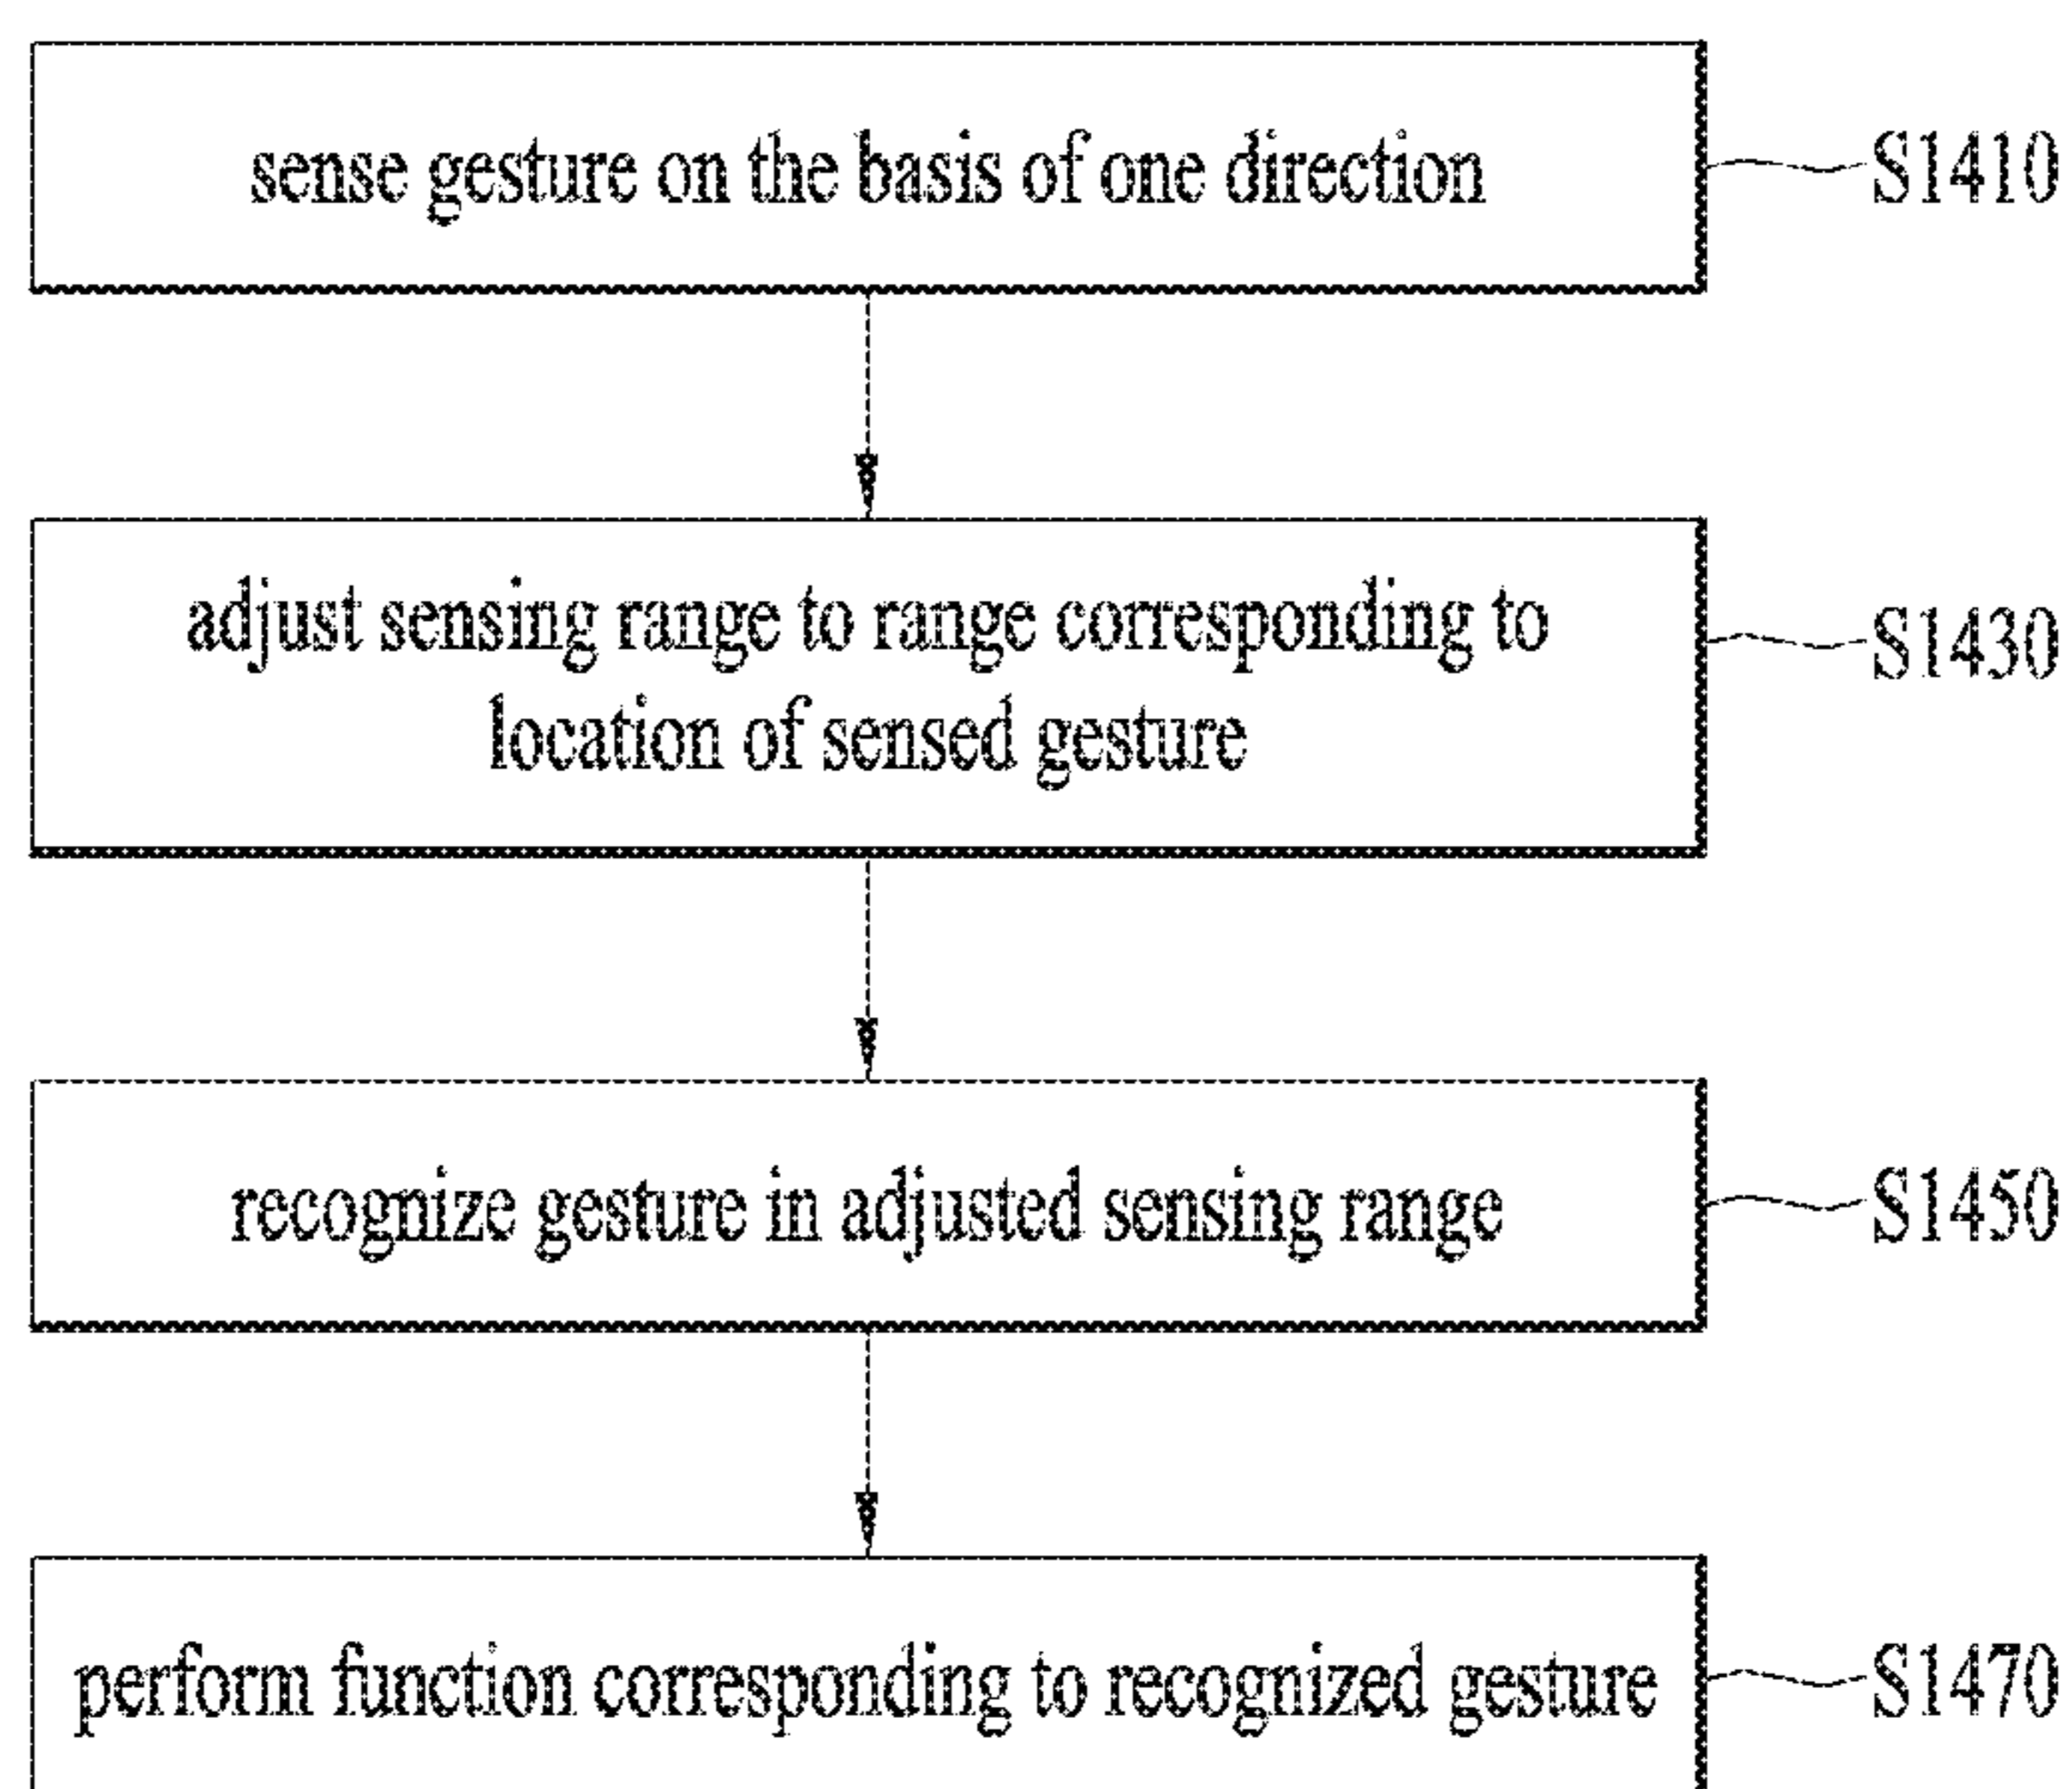 sense gesture on the basis of one direction
S1410
adjust sensing range to range corresponding to
location of sensed gesture
S1430
recognize gesture in adjusted sensing range
S1450
perform function corresponding to recognized gesture
S1470